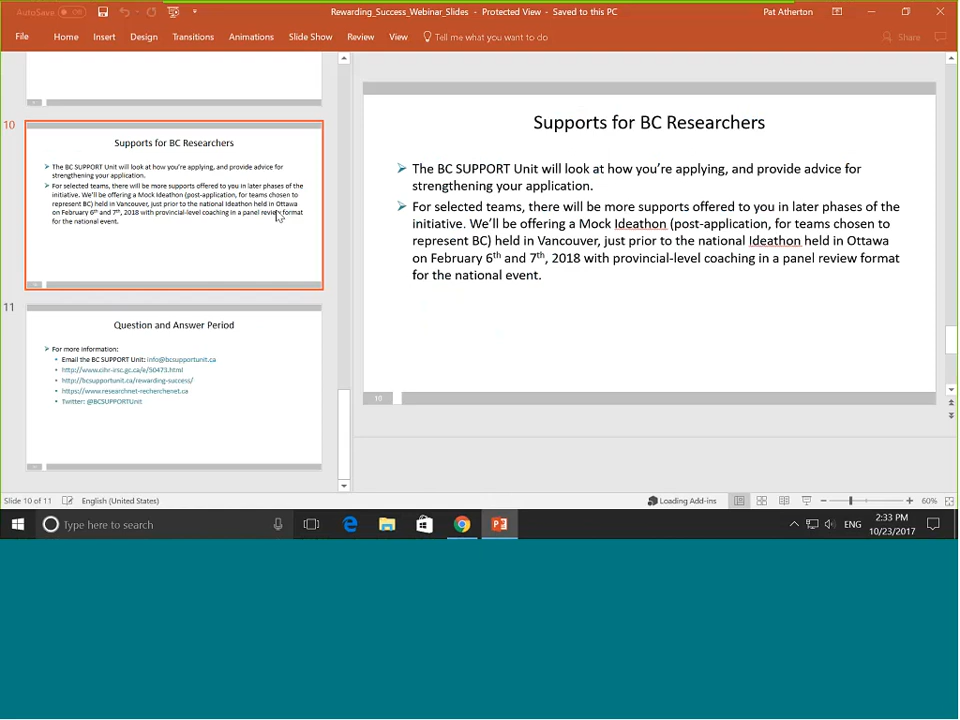 AutoSave Off
Rewarding_Success_Webinar_Slides - Protected View - Saved to this PC
Pat Atherton
File Home Insert Design Transitions Animations Slide Show Review View Tell me what you want to do Share
10
Supports for BC Researchers
The BC SUPPORT Unit will look at how you're applying, and provide advice for
strengthening your application.
For selected teams, there will be more supports offered to you in later phases of the
initiative. We'll be offering a Mock Ideathon (post-application, for teams chosen to
represent BC) held in Vancouver, just prior to the national Ideathon held in Ottawa
on February 6th and 7th, 2018 with provincial-level coaching in a panel review format
for the national event.
11
Question and Answer Period
For more information:
Email the BC SUPPORT Unit: info@bcsupportunit.ca
http://www.cihr-irsc.gc.ca/e/50473.html
http://bcsupportunit.ca/rewarding-success/
https://www.researchnet-recherchenet.ca
Twitter: @BCSUPPORTUnit
Supports for BC Researchers
The BC SUPPORT Unit will look at how you're applying, and provide advice for
strengthening your application.
For selected teams, there will be more supports offered to you in later phases of the
initiative. We'll be offering a Mock Ideathon (post-application, for teams chosen to
represent BC) held in Vancouver, just prior to the national Ideathon held in Ottawa
on February 6th and 7th, 2018 with provincial-level coaching in a panel review format
for the national event.
10
Slide 10 of 11 English (United States) Loading Add-ins 60%
Type here to search
ENG
2:33 PM
10/23/2017